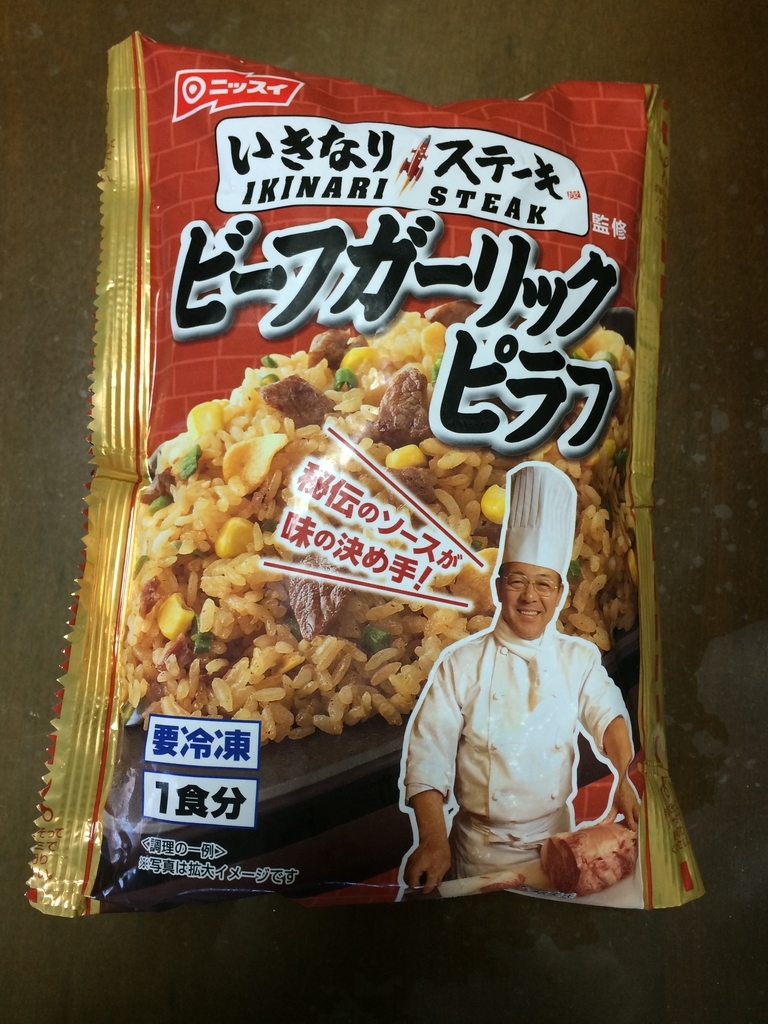 ニッスイ
いきなりステーキ
IKINARI STEAK
監修
ビーフガーリック
ピラフ
秘伝のソースが
味の決め手!
要冷凍
1食分
<調理の一例>
※写真は拡大イメージです